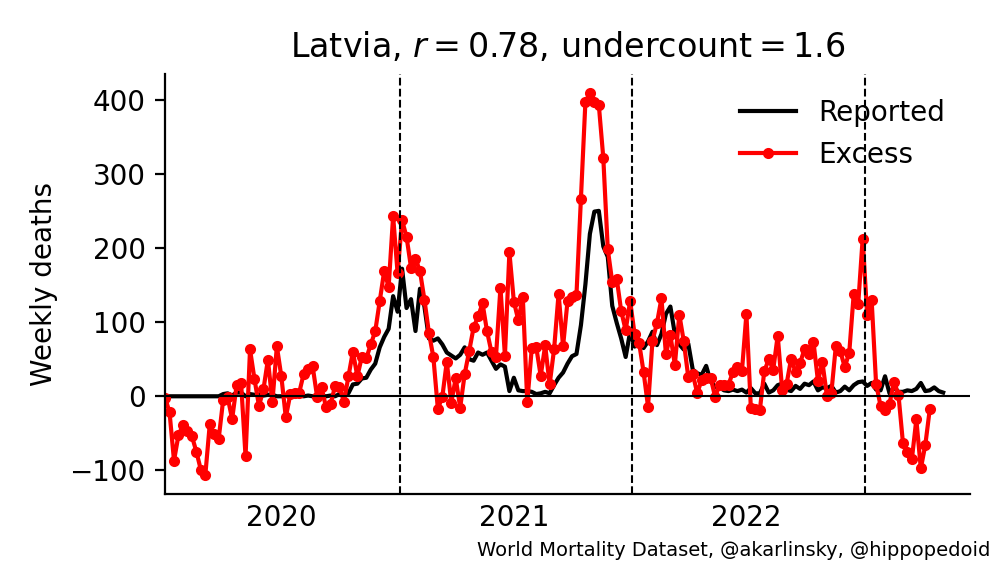 Latvia, r = 0.78, undercount = 1.6
Weekly deaths
400
300
200
100
0
−100
Reported
Excess
2020
2021
2022
World Mortality Dataset, @akarlinsky, @hippopedoid